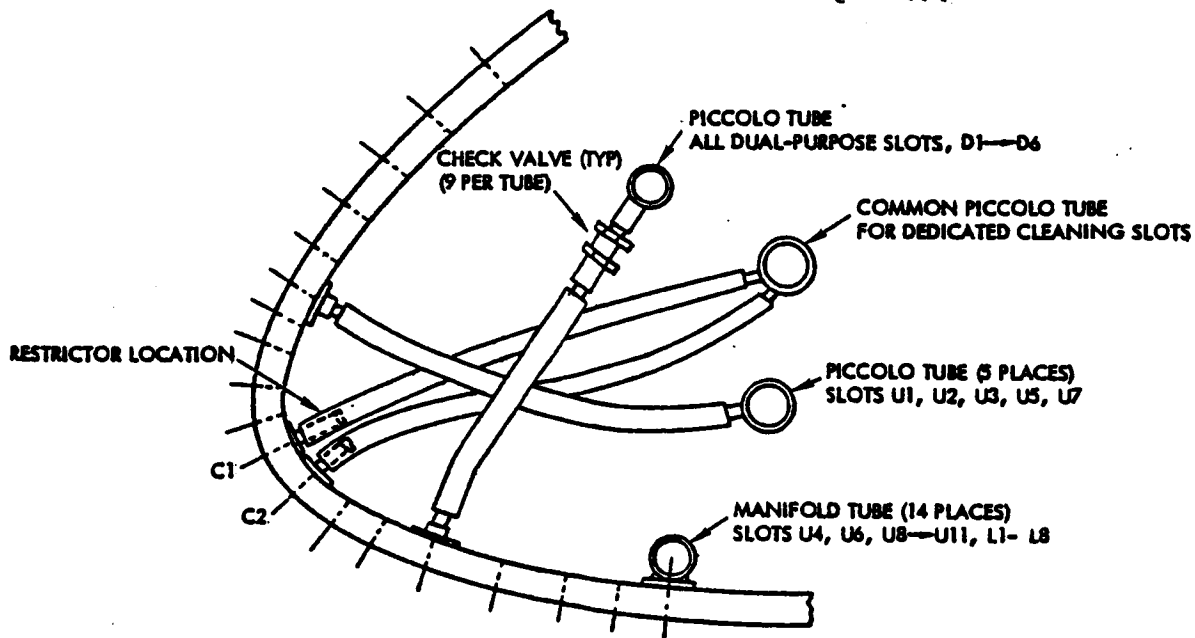 PICCOLO TUBE
ALL DUAL-PURPOSE SLOTS, D1→D6
CHECK VALVE (TYP)
(9 PER TUBE)
COMMON PICCOLO TUBE
FOR DEDICATED CLEANING SLOTS
RESTRICTOR LOCATION
PICCOLO TUBE (5 PLACES)
SLOTS U1, U2, U3, U5, U7
C1
C2
MANIFOLD TUBE (14 PLACES)
SLOTS U4, U6, U8→U11, L1- L8